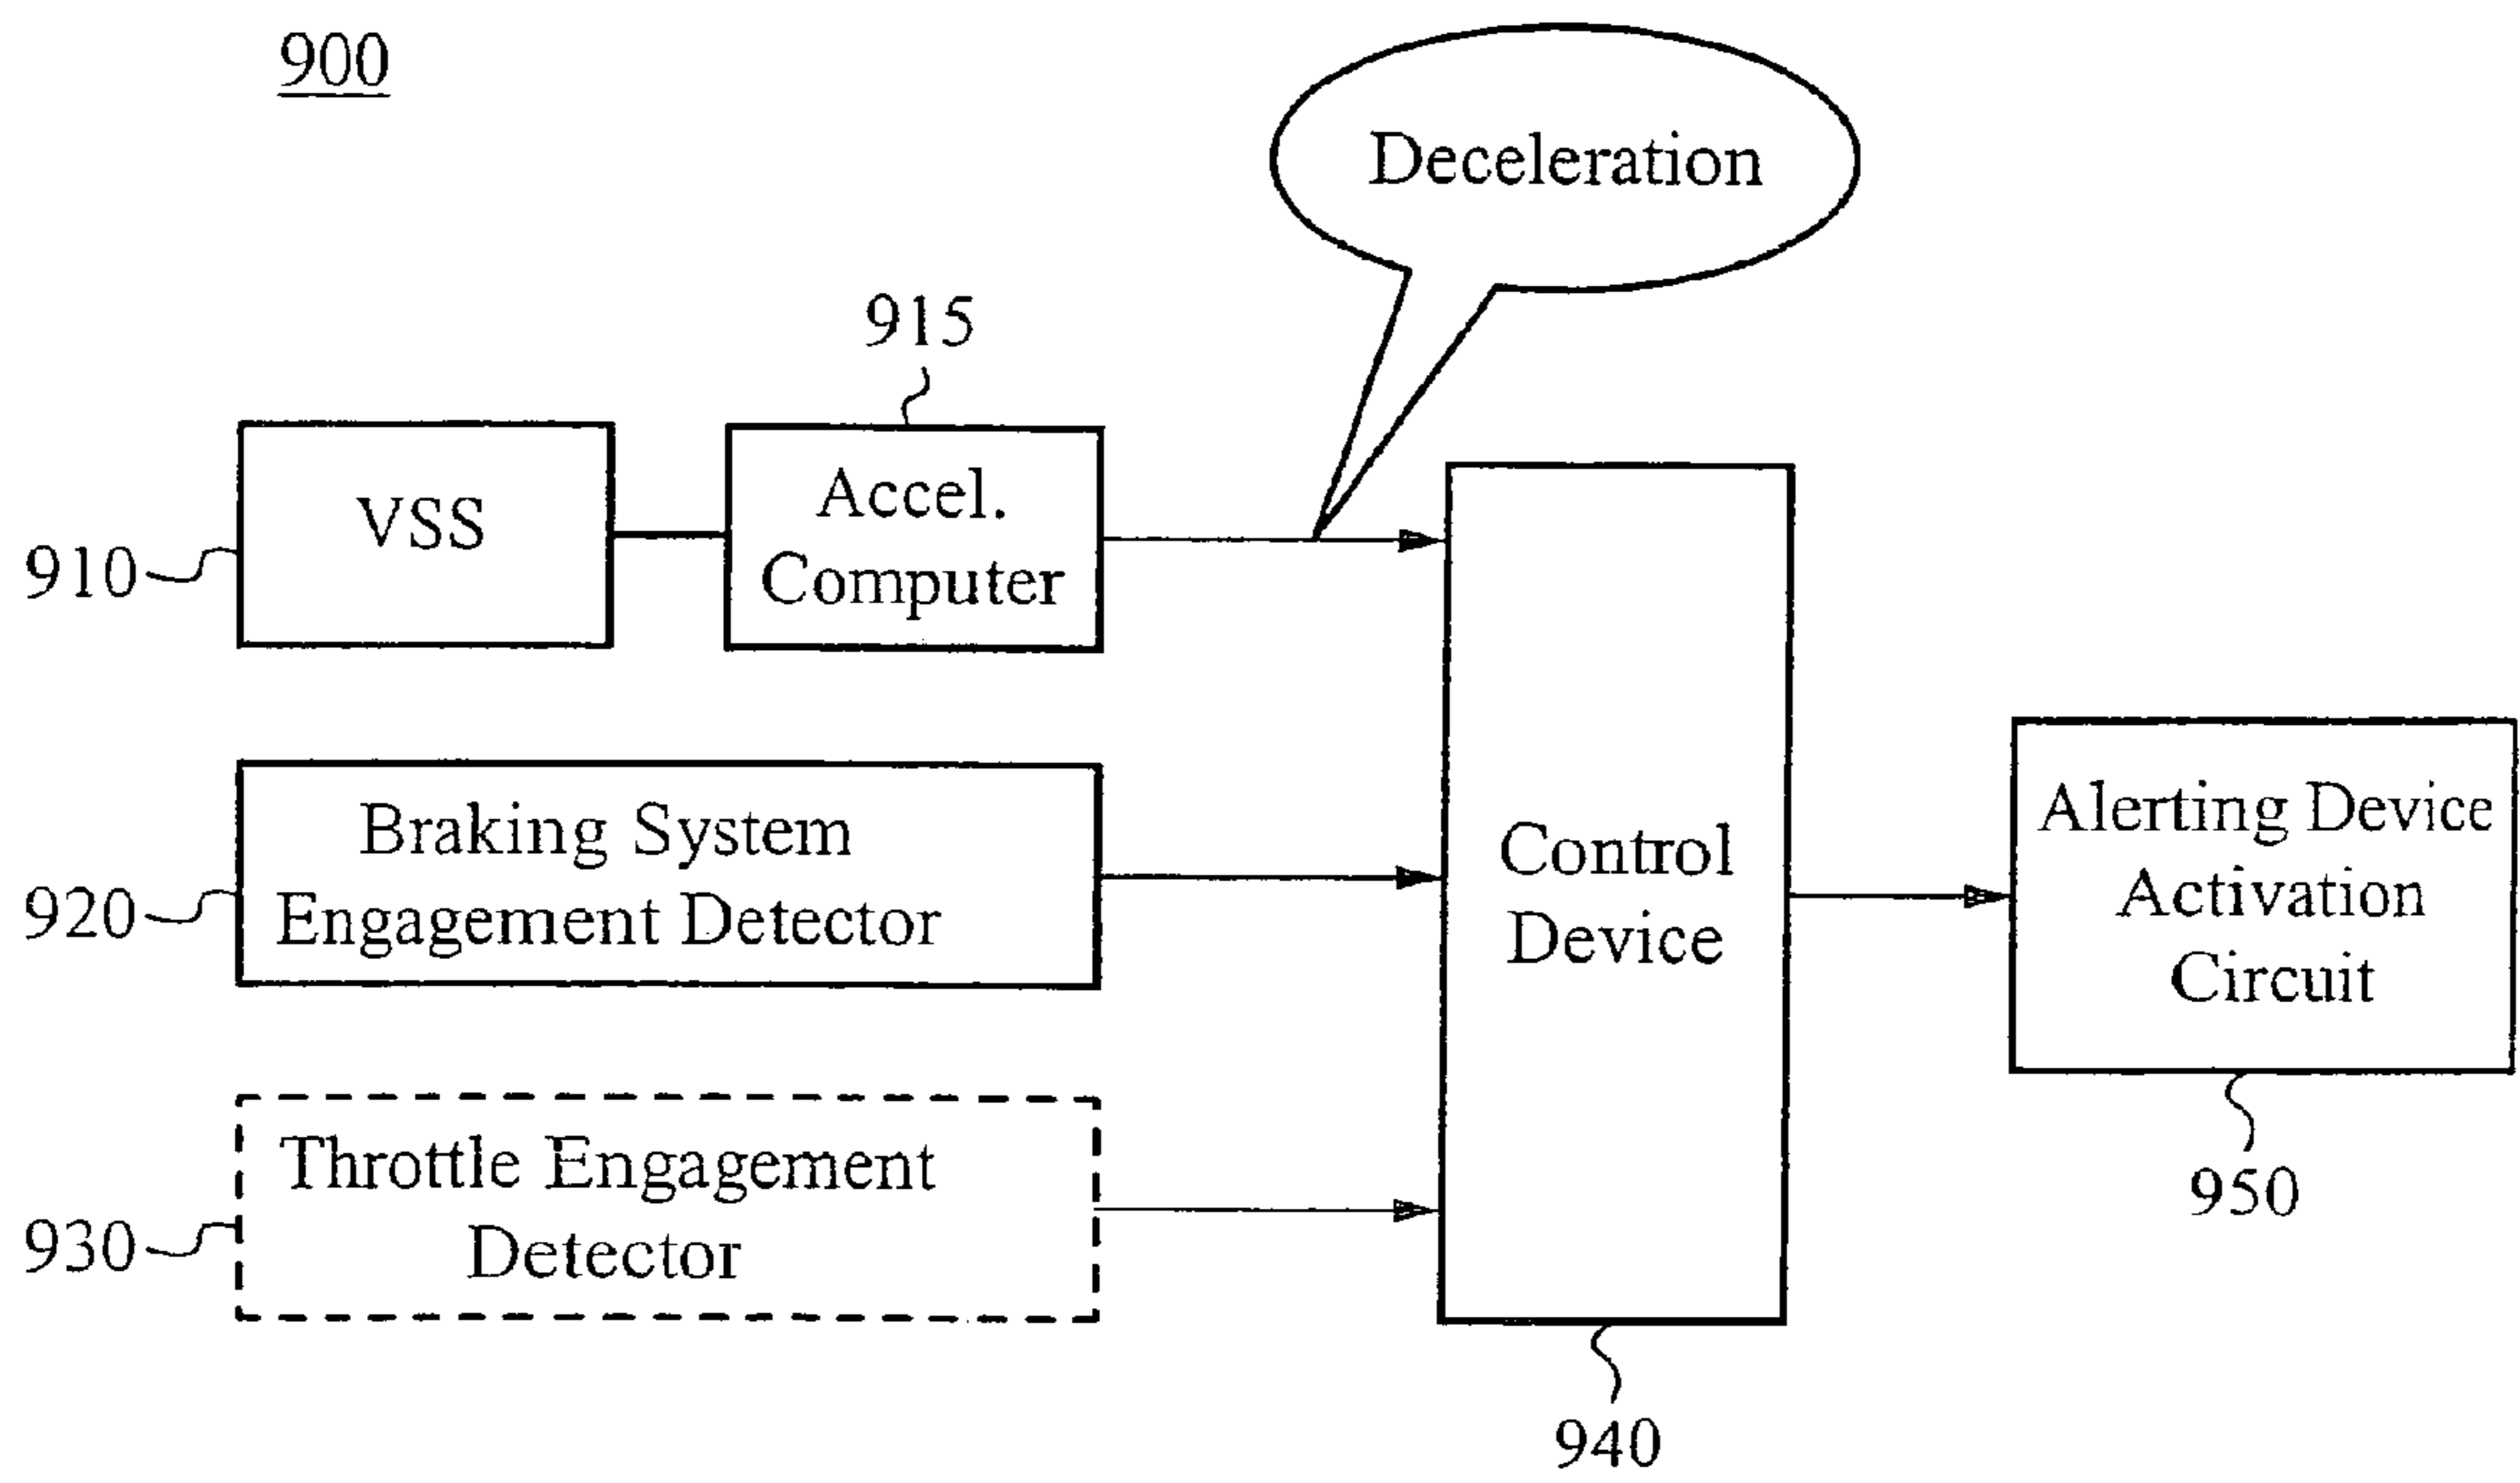 900
Deceleration
915
VSS
Accel.
Computer
910
Braking System
Engagement Detector
920
Control
Device
Alerting Device
Activation
Circuit
950
Throttle Engagement
Detector
930
940